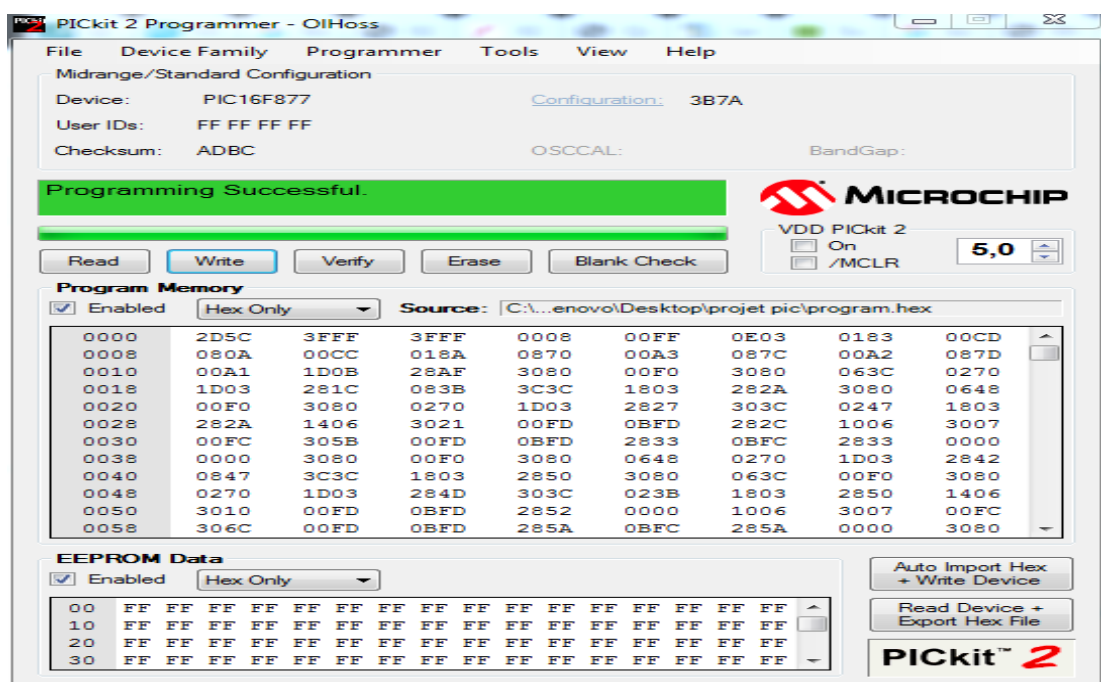 PICkit 2 Programmer - OlHoss
File Device Family Programmer Tools View Help
Midrange/Standard Configuration
Device: PIC16F877 Configuration: 3B7A
User IDs: FF FF FF FF
Checksum: ADBC OSCCAL: BandGap:
Programming Successful.
MICROCHIP
VDD PICkit 2
On
/MCLR
5,0
Read Write Verify Erase Blank Check
Program Memory
Enabled Hex Only Source: C:\...enovo\Desktop\projet pic\program.hex
0000 2D5C 3FFF 3FFF 0008 00FF 0E03 0183 00CD
0008 080A 00CC 018A 0870 00A3 087C 00A2 087D
0010 00A1 1D0B 28AF 3080 00F0 3080 063C 0270
0018 1D03 281C 083B 3C3C 1803 282A 3080 0648
0020 00F0 3080 0270 1D03 2827 303C 0247 1803
0028 282A 1406 3021 00FD 0BFD 282C 1006 3007
0030 00FC 305B 00FD 0BFD 2833 0BFC 2833 0000
0038 0000 3080 00F0 3080 0648 0270 1D03 2842
0040 0847 3C3C 1803 2850 3080 063C 00F0 3080
0048 0270 1D03 284D 303C 023B 1803 2850 1406
0050 3010 00FD 0BFD 2852 0000 1006 3007 00FC
0058 306C 00FD 0BFD 285A 0BFC 285A 0000 3080
EEPROM Data
Enabled Hex Only
00 FF FF FF FF FF FF FF FF FF FF FF FF FF FF FF FF
10 FF FF FF FF FF FF FF FF FF FF FF FF FF FF FF FF
20 FF FF FF FF FF FF FF FF FF FF FF FF FF FF FF FF
30 FF FF FF FF FF FF FF FF FF FF FF FF FF FF FF FF
Auto Import Hex
+ Write Device
Read Device +
Export Hex File
PICkit™ 2